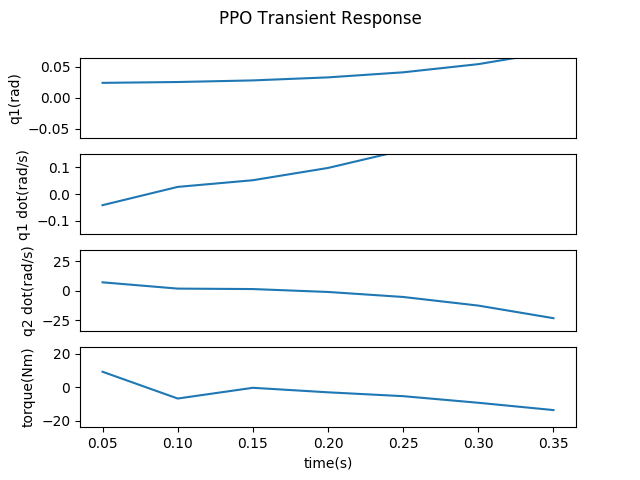 PPO Transient Response
q1(rad)
0.05
0.00
−0.05
q1 dot(rad/s)
0.1
0.0
−0.1
q2 dot(rad/s)
25
0
−25
torque(Nm)
20
0
−20
0.05 0.10 0.15 0.20 0.25 0.30 0.35
time(s)